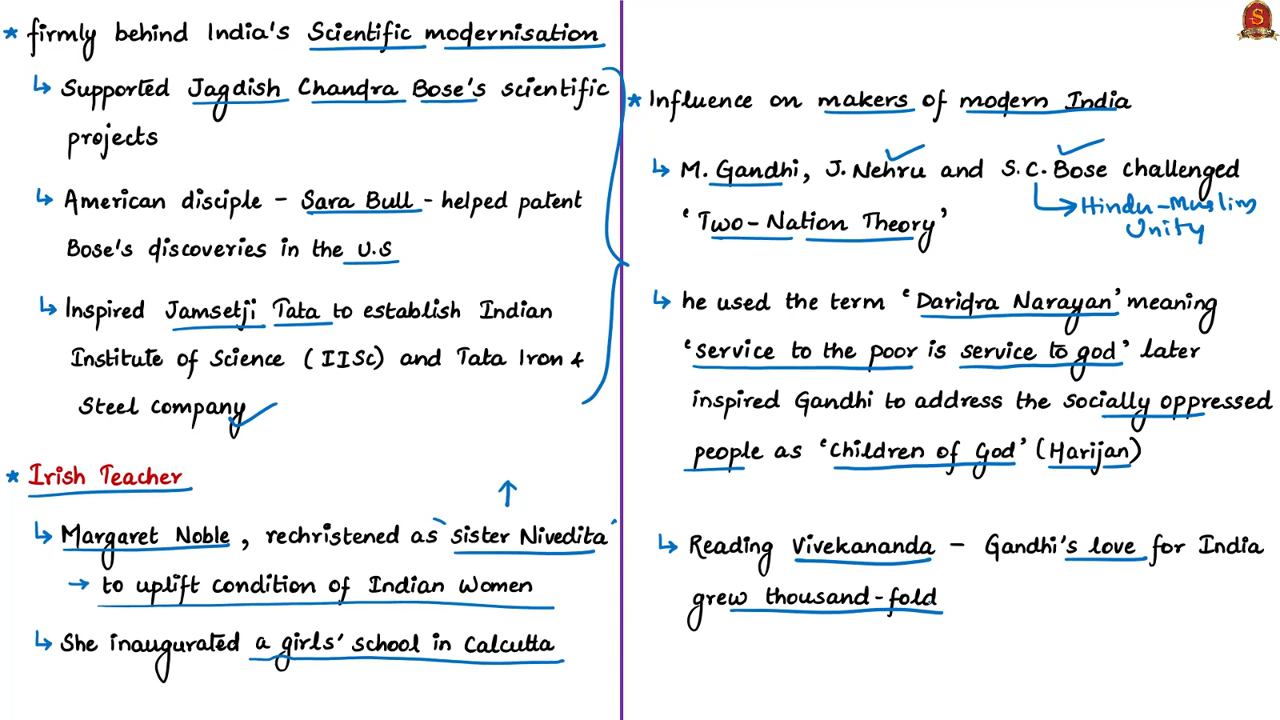 * firmly behind India's Scientific modernisation
↳ Supported Jagdish Chandra Bose's scientific
projects
↳ American disciple - Sara Bull - helped patent
Bose's discoveries in the U.S
↳ Inspired Jamsetji Tata to establish Indian
Institute of Science (IISc) and Tata Iron &
Steel company
* Irish Teacher
↳ Margaret Noble, rechristened as "sister Nivedita"
→ to uplift condition of Indian Women
↳ She inaugurated a girls' school in Calcutta
* Influence on makers of modern India
↳ M. Gandhi, J. Nehru and S.C. Bose challenged
'Two-Nation Theory'
→ Hindu-Muslim
Unity
↳ he used the term 'Daridra Narayan' meaning
'service to the poor is service to god' later
inspired Gandhi to address the socially oppressed
people as 'Children of God' (Harijan)
↳ Reading Vivekananda - Gandhi's love for India
grew thousand-fold
S